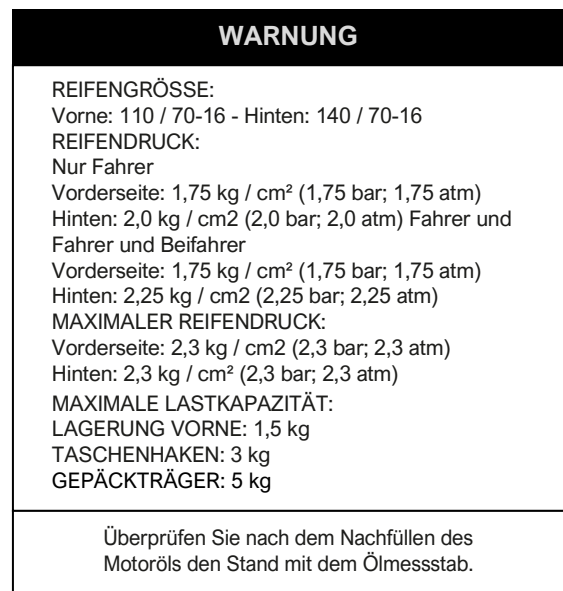 WARNUNG
REIFENGRÖSSE:
Vorne: 110 / 70-16 - Hinten: 140 / 70-16
REIFENDRUCK:
Nur Fahrer
Vorderseite: 1,75 kg / cm² (1,75 bar; 1,75 atm)
Hinten: 2,0 kg / cm2 (2,0 bar; 2,0 atm) Fahrer und
Fahrer und Beifahrer
Vorderseite: 1,75 kg / cm² (1,75 bar; 1,75 atm)
Hinten: 2,25 kg / cm2 (2,25 bar; 2,25 atm)
MAXIMALER REIFENDRUCK:
Vorderseite: 2,3 kg / cm2 (2,3 bar; 2,3 atm)
Hinten: 2,3 kg / cm² (2,3 bar; 2,3 atm)
MAXIMALE LASTKAPAZITÄT:
LAGERUNG VORNE: 1,5 kg
TASCHENHAKEN: 3 kg
GEPÄCKTRÄGER: 5 kg
Überprüfen Sie nach dem Nachfüllen des
Motoröls den Stand mit dem Ölmessstab.